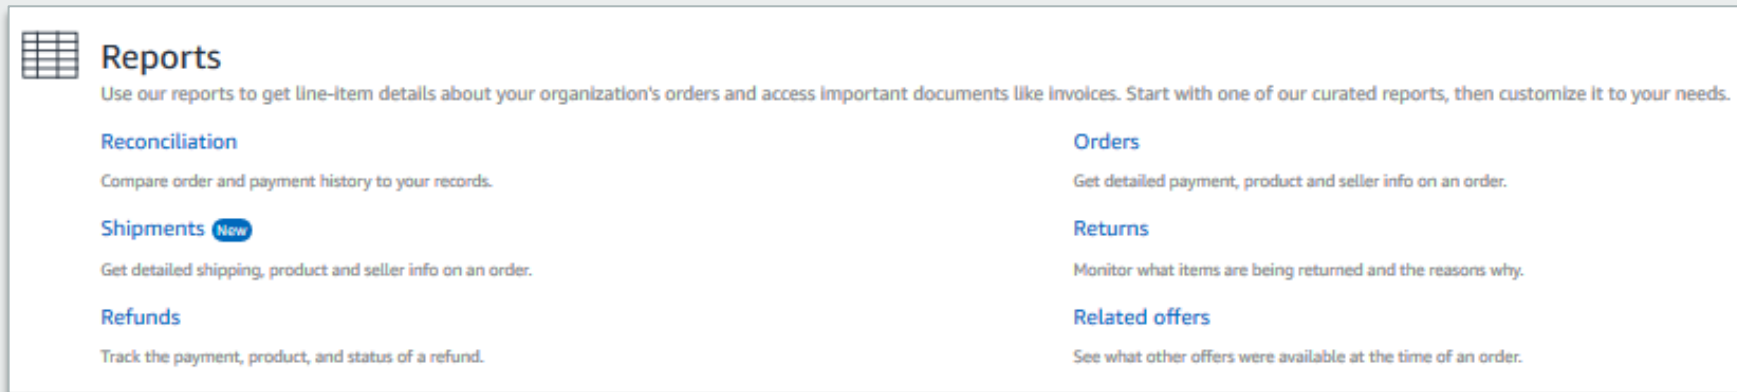 Reports
Use our reports to get line-item details about your organization's orders and access important documents like invoices. Start with one of our curated reports, then customize it to your needs.
Reconciliation
Compare order and payment history to your records.
Orders
Get detailed payment, product and seller info on an order.
Shipments New
Get detailed shipping, product and seller info on an order.
Returns
Monitor what items are being returned and the reasons why.
Refunds
Track the payment, product, and status of a refund.
Related offers
See what other offers were available at the time of an order.